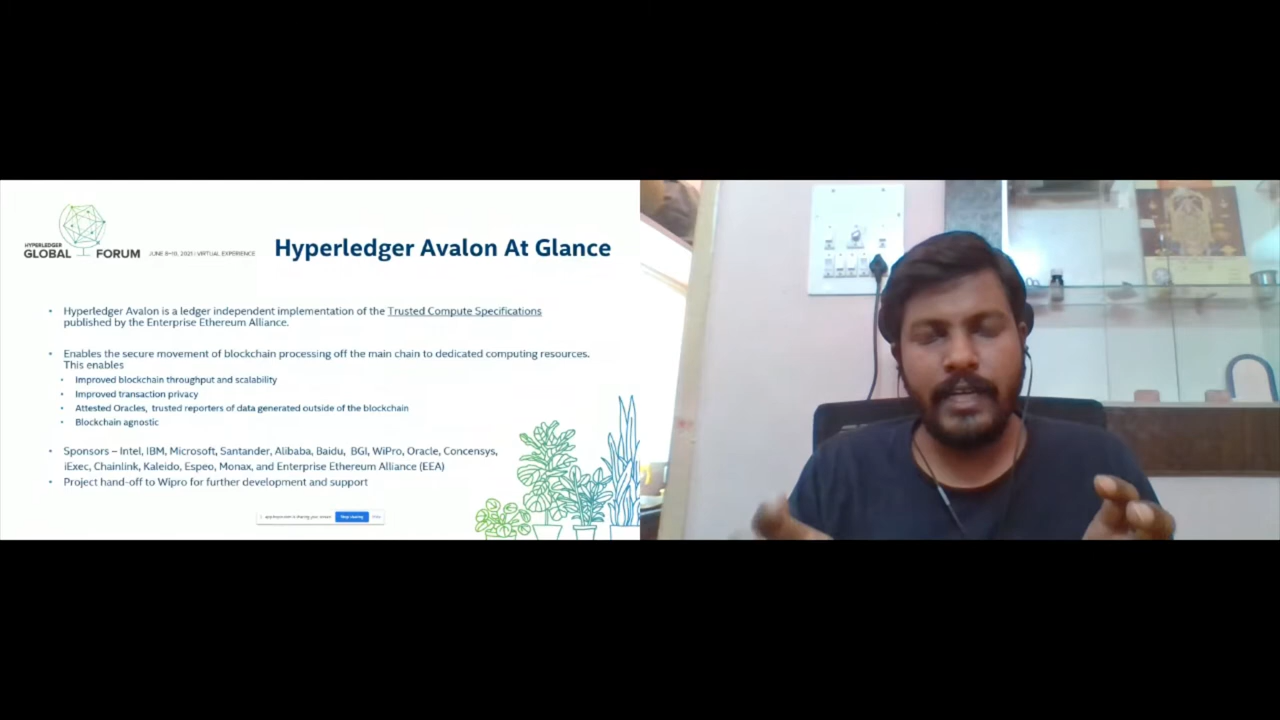 HYPERLEDGER
GLOBAL FORUM JUNE 8–10, 2021 | VIRTUAL EXPERIENCE
Hyperledger Avalon At Glance
• Hyperledger Avalon is a ledger independent implementation of the Trusted Compute Specifications
published by the Enterprise Ethereum Alliance.
• Enables the secure movement of blockchain processing off the main chain to dedicated computing resources.
This enables
• Improved blockchain throughput and scalability
• Improved transaction privacy
• Attested Oracles, trusted reporters of data generated outside of the blockchain
• Blockchain agnostic
• Sponsors – Intel, IBM, Microsoft, Santander, Alibaba, Baidu, BGI, WiPro, Oracle, Concensys,
iExec, Chainlink, Kaleido, Espeo, Monax, and Enterprise Ethereum Alliance (EEA)
• Project hand-off to Wipro for further development and support
is sharing your screen. Stop sharing Hide